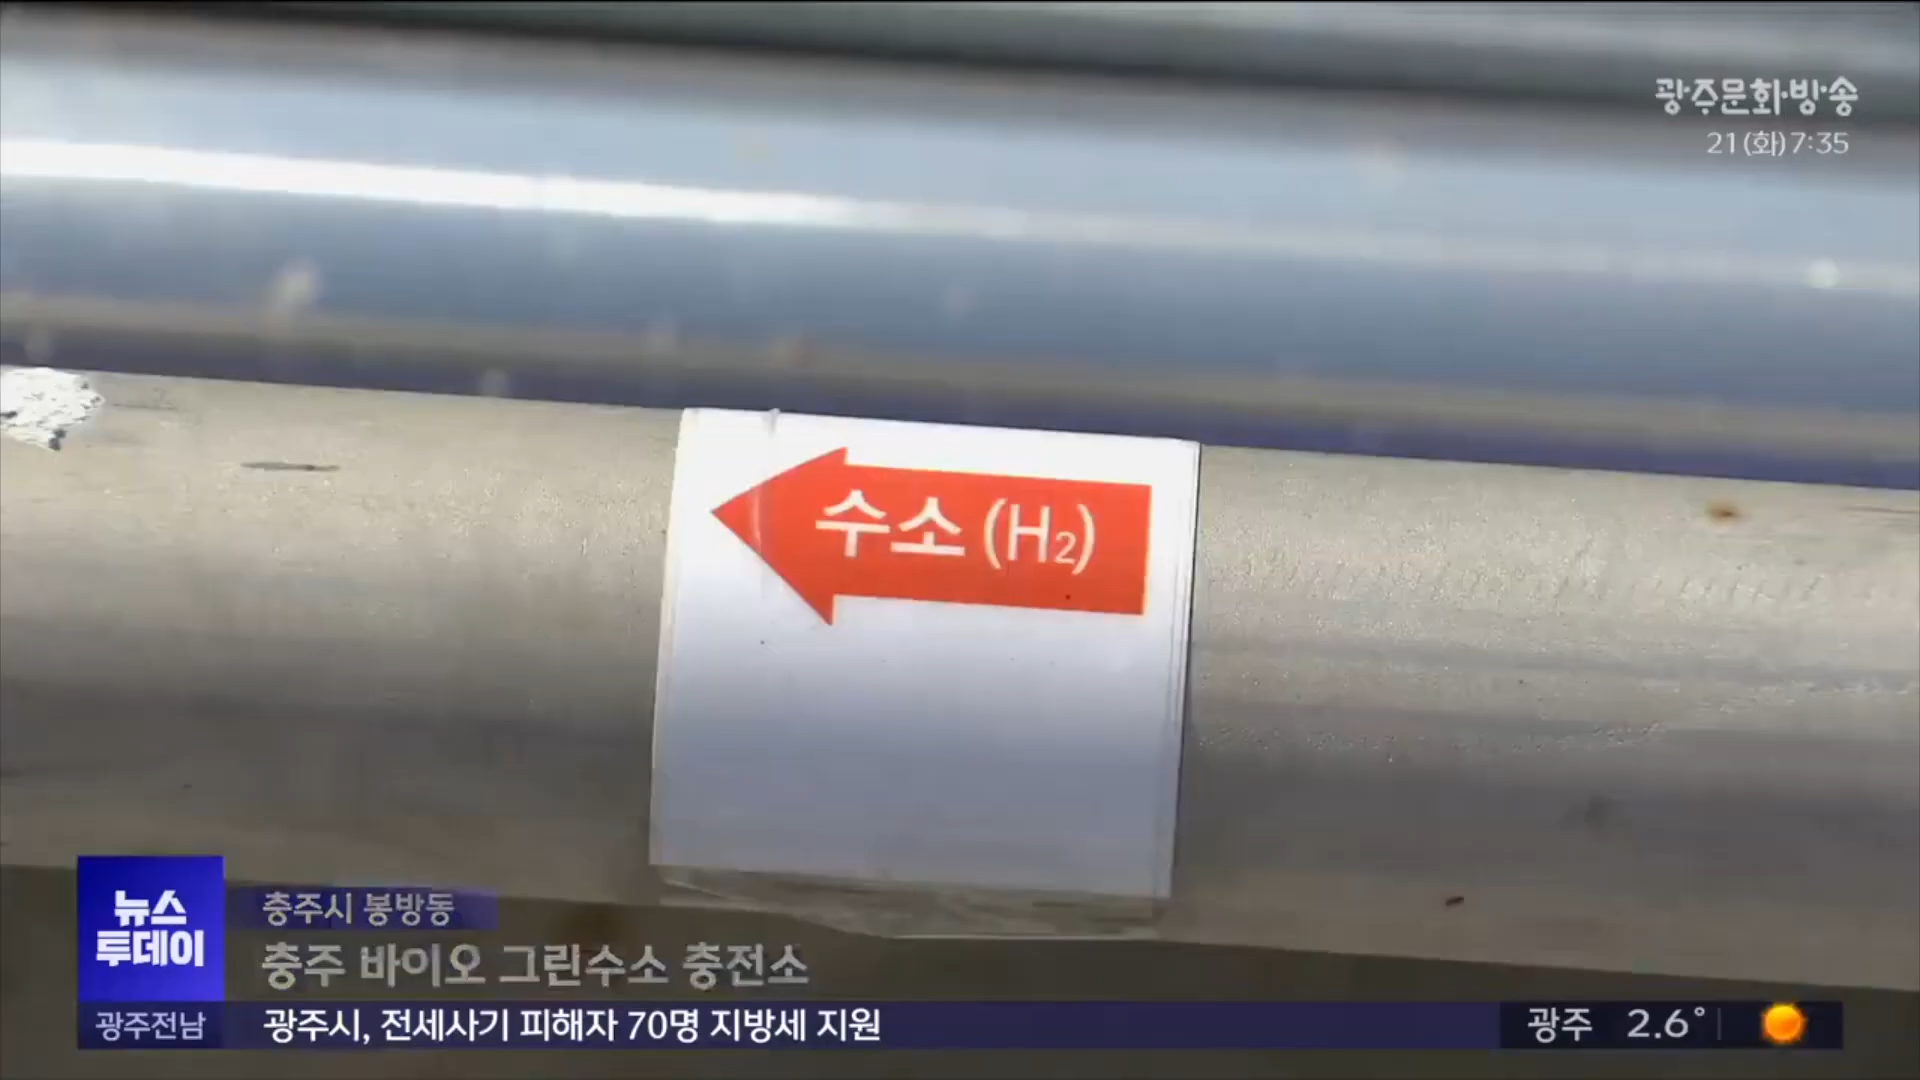 광주문화방송
21(화)7:35
수소(H₂)
뉴스
투데이
충주시 봉방동
충주 바이오 그린수소 충전소
광주전남
광주시, 전세사기 피해자 70명 지방세 지원
광주 2.6°